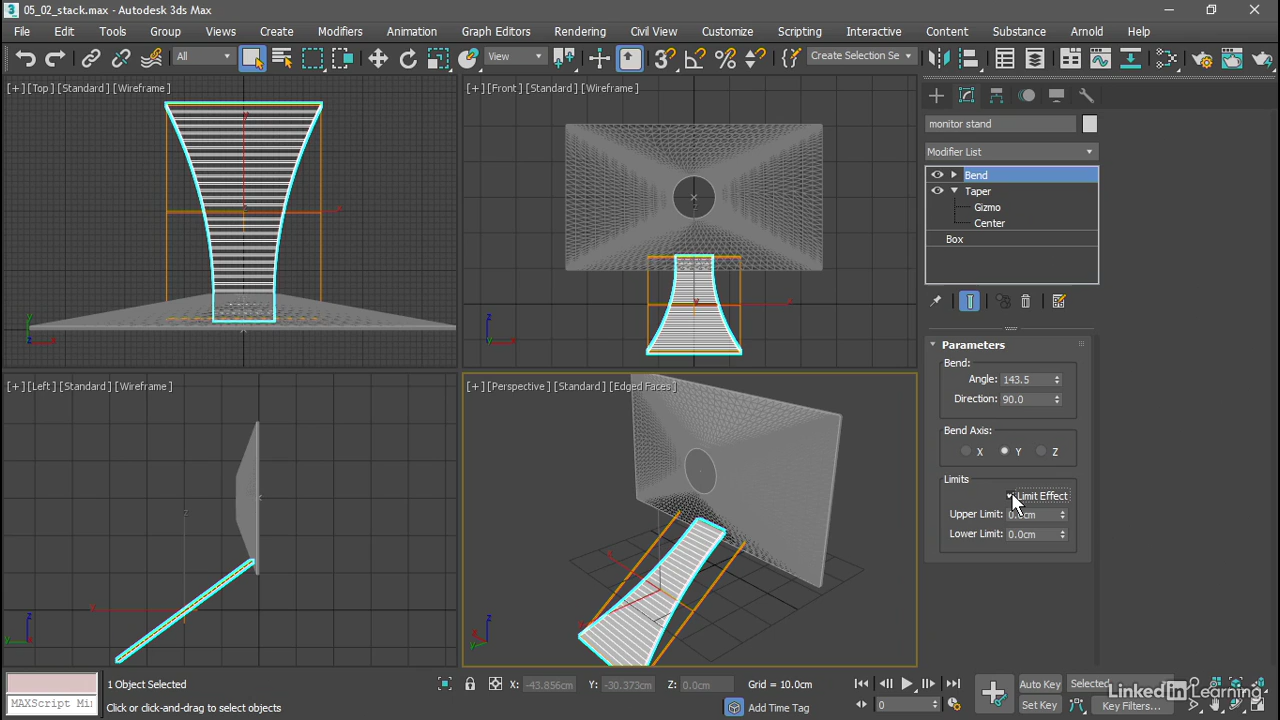 3 05_02_stack.max - Autodesk 3ds Max
File Edit Tools Group Views Create Modifiers Animation Graph Editors Rendering Civil View Customize Scripting Interactive Content Substance Arnold Help
All View Create Selection Se
[+] [Top] [Standard] [Wireframe]
[+] [Front] [Standard] [Wireframe]
monitor stand
Modifier List
Bend
Taper
Gizmo
Center
Box
Parameters
Bend:
Angle: 143.5
Direction: 90.0
Bend Axis:
X Y Z
Limits
Limit Effect
Upper Limit: 0.0cm
Lower Limit: 0.0cm
[+] [Left] [Standard] [Wireframe]
[+] [Perspective] [Standard] [Edged Faces]
MAXScript Mi
1 Object Selected
Click or click-and-drag to select objects
X: -43.856cm Y: -30.373cm Z: 0.0cm Grid = 10.0cm
Add Time Tag
0
Auto Key Selected
Set Key Key Filters...
LinkedIn Learning